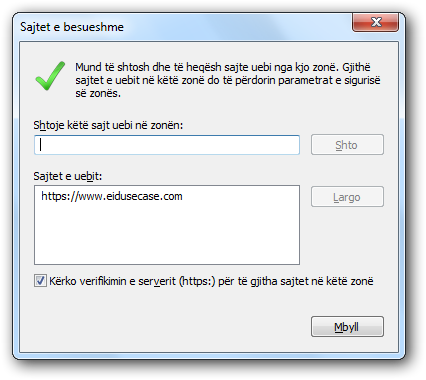 Sajtet e besueshme
Mund të shtosh dhe të heqësh sajte uebi nga kjo zonë. Gjithë
sajtet e uebit në këtë zonë do të përdorin parametrat e sigurisë
së zonës.
Shtoje këtë sajt uebi në zonën:
Shto
Sajtet e uebit:
https://www.eidusecase.com
Largo
Kërko verifikimin e serverit (https:) për të gjitha sajtet në këtë zonë
Mbyll